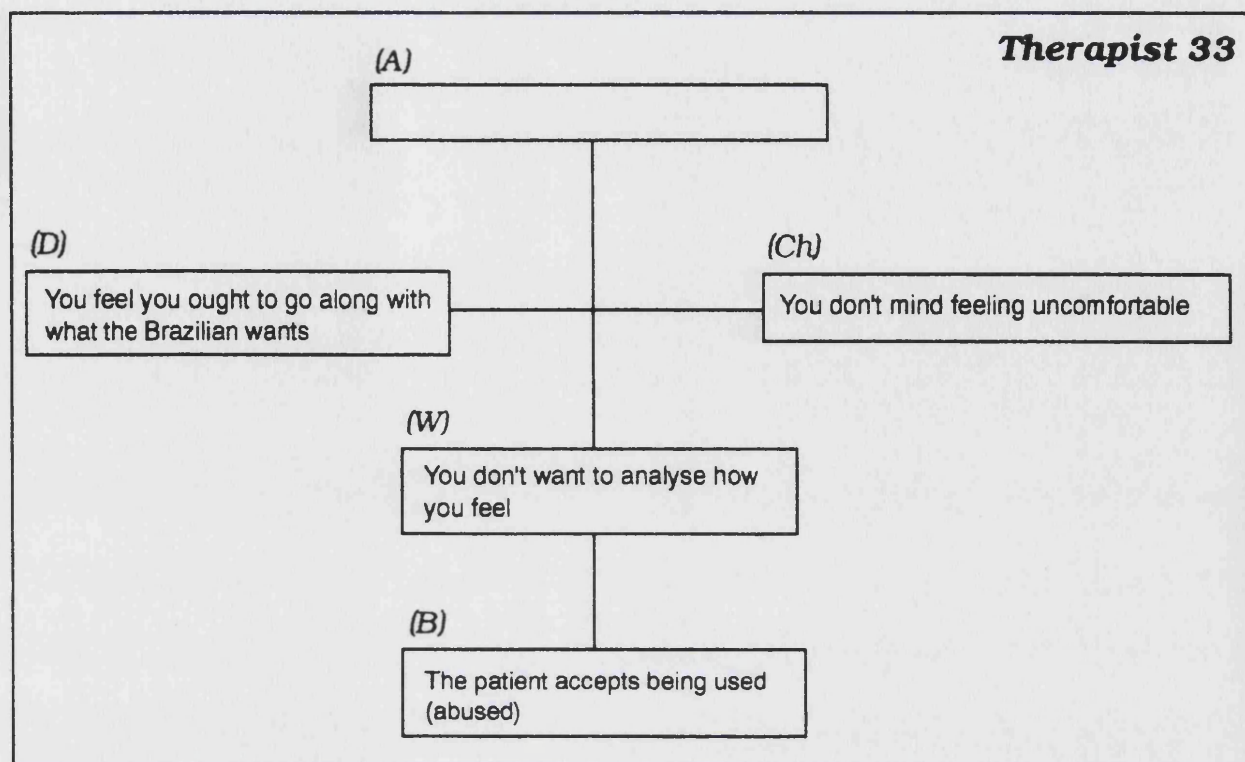 Therapist 33
(A)
(D)
You feel you ought to go along with
what the Brazilian wants
(Ch)
You don't mind feeling uncomfortable
(W)
You don't want to analyse how
you feel
(B)
The patient accepts being used
(abused)